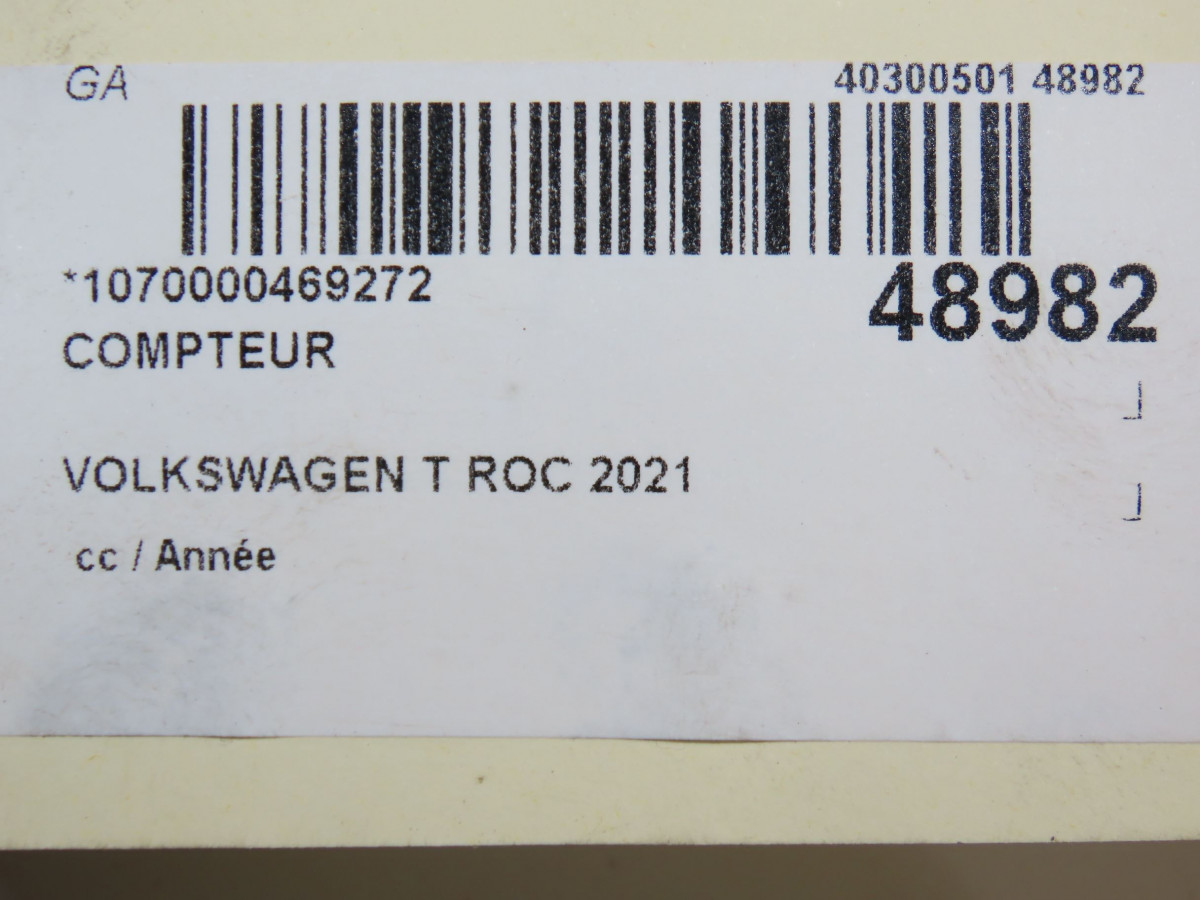 GA 40300501 48982
*1070000469272 48982
COMPTEUR
VOLKSWAGEN T ROC 2021
cc / Année